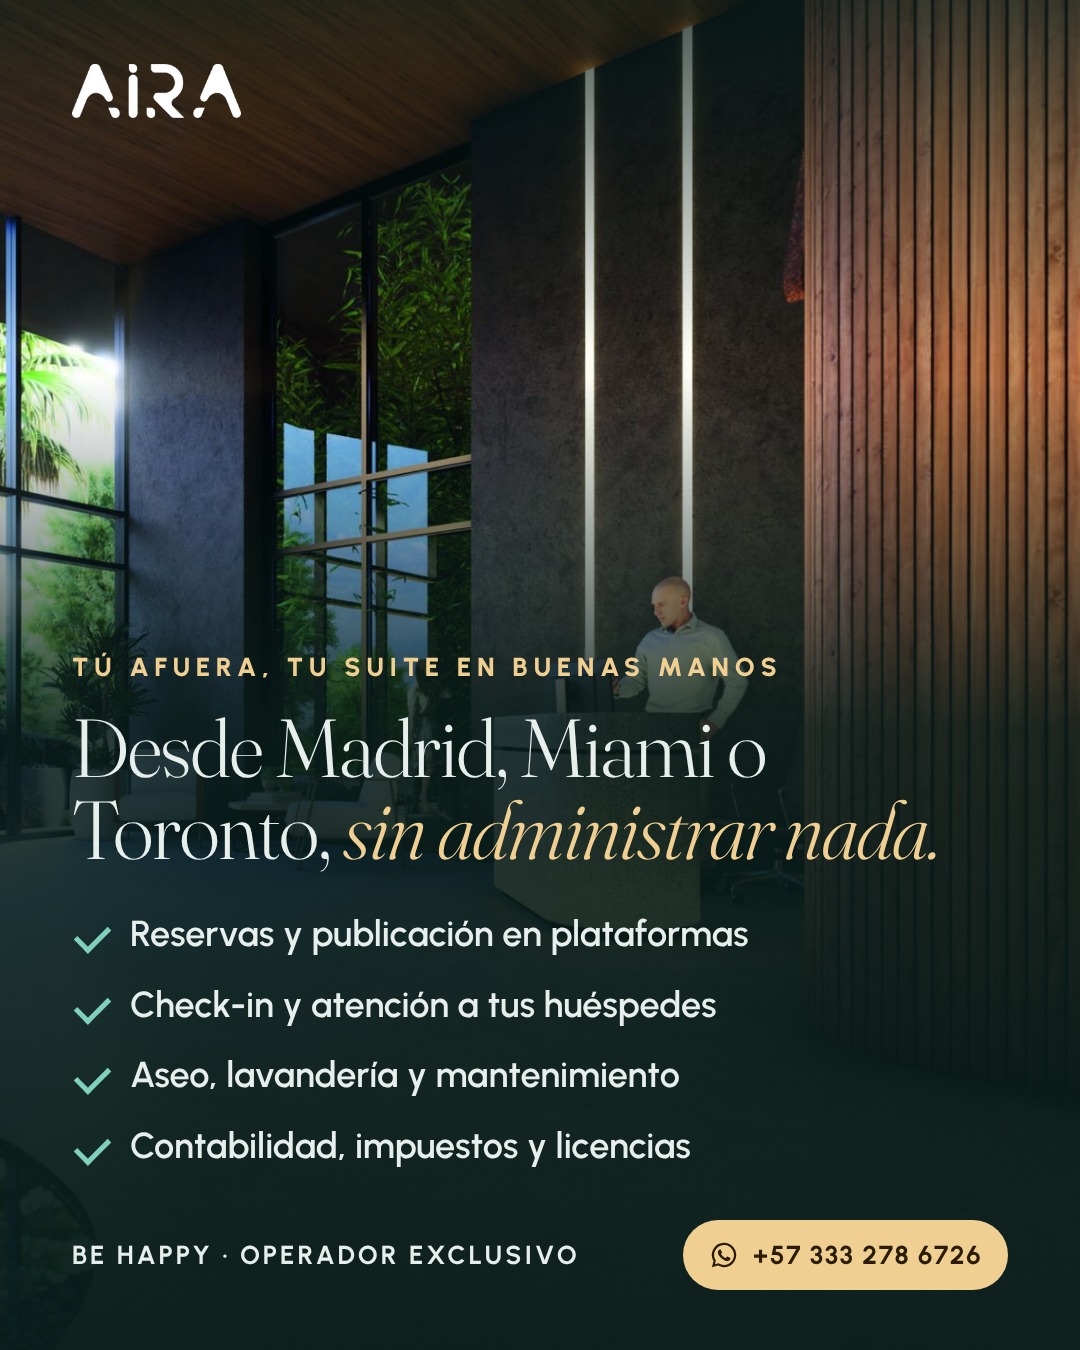 AiRA
TÚ AFUERA, TU SUITE EN BUENAS MANOS
Desde Madrid, Miami o
Toronto, sin administrar nada.
Reservas y publicación en plataformas
Check-in y atención a tus huéspedes
Aseo, lavandería y mantenimiento
Contabilidad, impuestos y licencias
BE HAPPY · OPERADOR EXCLUSIVO
+57 333 278 6726